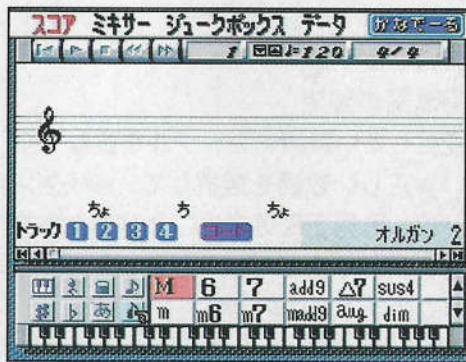 スコア ミキサー ジュークボックス データ かなでーる
1 ♩=120 4/4
ちょ ち ちょ
トラック 1 2 3 4 コード オルガン 2
あ M 6 7 add9 △7 sus4
m m6 m7 madd9 aug dim